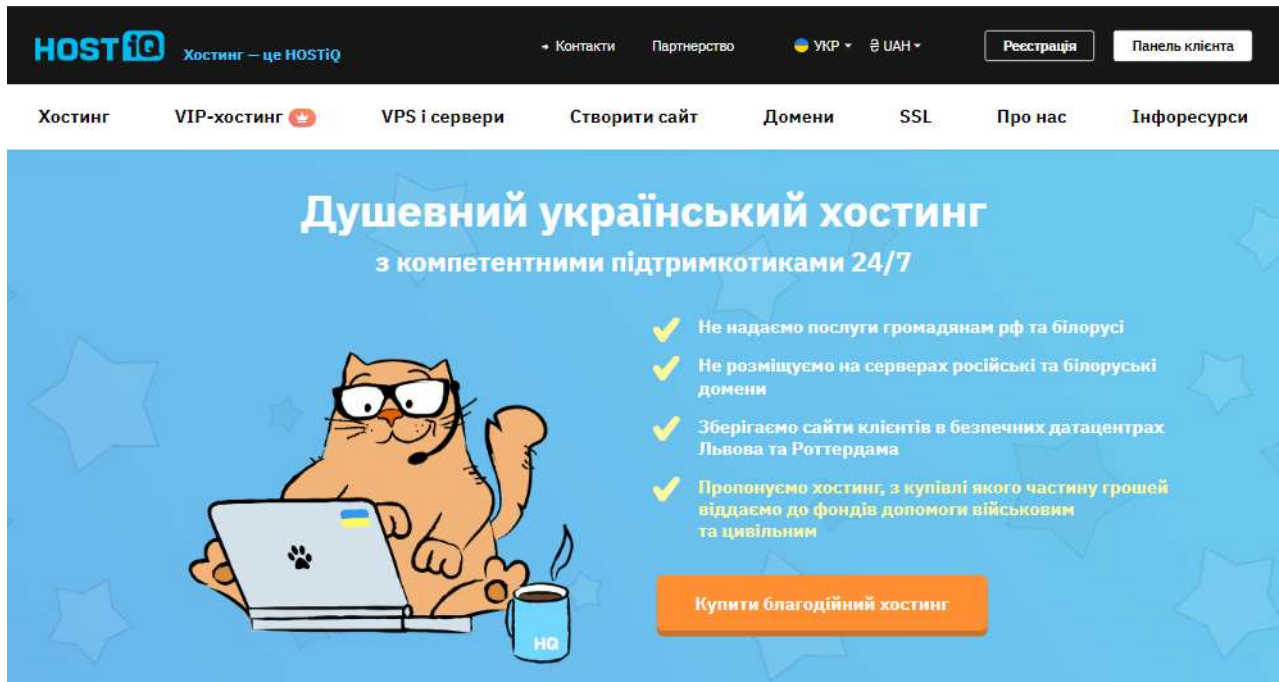 HOST iQ
Хостинг — це HOSTiQ
Контакти
Партнерство
УКР
₴ UAH
Реєстрація
Панель клієнта
Хостинг
VIP-хостинг
VPS і сервери
Створити сайт
Домени
SSL
Про нас
Інфоресурси
Душевний український хостинг
з компетентними підтримкотиками 24/7
Не надаємо послуги громадянам рф та білорусі
Не розміщуємо на серверах російські та білоруські
домени
Зберігаємо сайти клієнтів в безпечних датацентрах
Львова та Роттердама
Пропонуємо хостинг, з купівлі якого частину грошей
віддаємо до фондів допомоги військовим
та цивільним
Купити благодійний хостинг
HQ